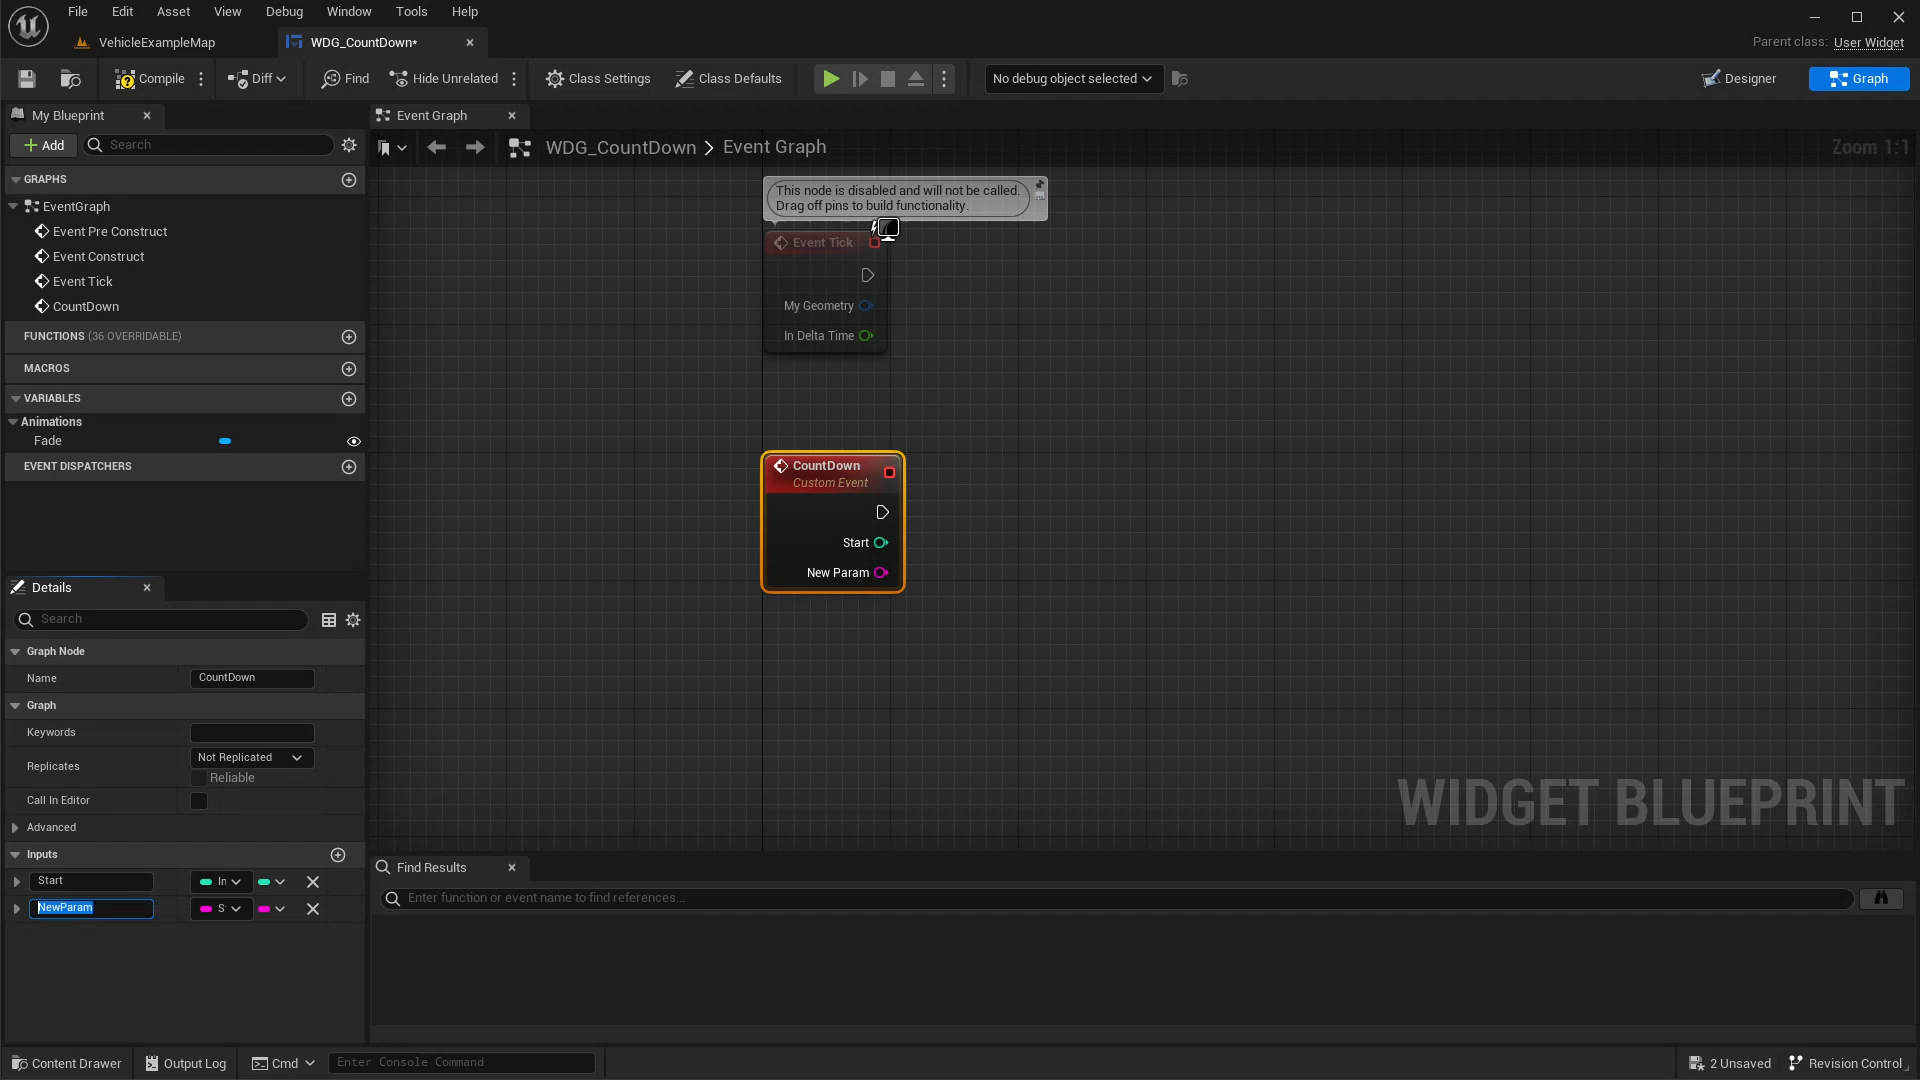 File Edit Asset View Debug Window Tools Help
VehicleExampleMap
WDG_CountDown*
Parent class: User Widget
Compile
Diff
Find
Hide Unrelated
Class Settings
Class Defaults
No debug object selected
Designer
Graph
My Blueprint
Event Graph
Add
Search
WDG_CountDown > Event Graph
Zoom 1:1
GRAPHS
EventGraph
Event Pre Construct
Event Construct
Event Tick
CountDown
FUNCTIONS (36 OVERRIDABLE)
MACROS
VARIABLES
Animations
Fade
EVENT DISPATCHERS
This node is disabled and will not be called.
Drag off pins to build functionality.
Event Tick
My Geometry
In Delta Time
CountDown
Custom Event
Start
New Param
WIDGET BLUEPRINT
Details
Search
Graph Node
Name CountDown
Graph
Keywords
Replicates Not Replicated
Reliable
Call In Editor
Advanced
Inputs
Start In
NewParam S
Find Results
Enter function or event name to find references...
Content Drawer
Output Log
Cmd
Enter Console Command
2 Unsaved
Revision Control